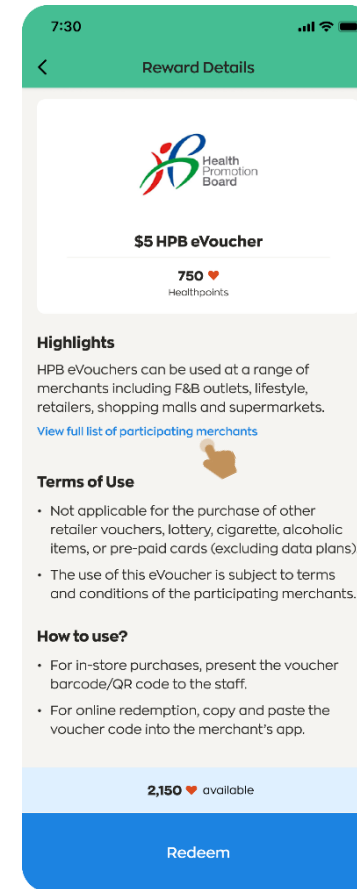 7:30
Reward Details
Health
Promotion
Board
$5 HPB eVoucher
750
Healthpoints
Highlights
HPB eVouchers can be used at a range of
merchants including F&B outlets, lifestyle,
retailers, shopping malls and supermarkets.
View full list of participating merchants
Terms of Use
• Not applicable for the purchase of other
retailer vouchers, lottery, cigarette, alcoholic
items, or pre-paid cards (excluding data plans)
• The use of this eVoucher is subject to terms
and conditions of the participating merchants.
How to use?
• For in-store purchases, present the voucher
barcode/QR code to the staff.
• For online redemption, copy and paste the
voucher code into the merchant's app.
2,150 available
Redeem